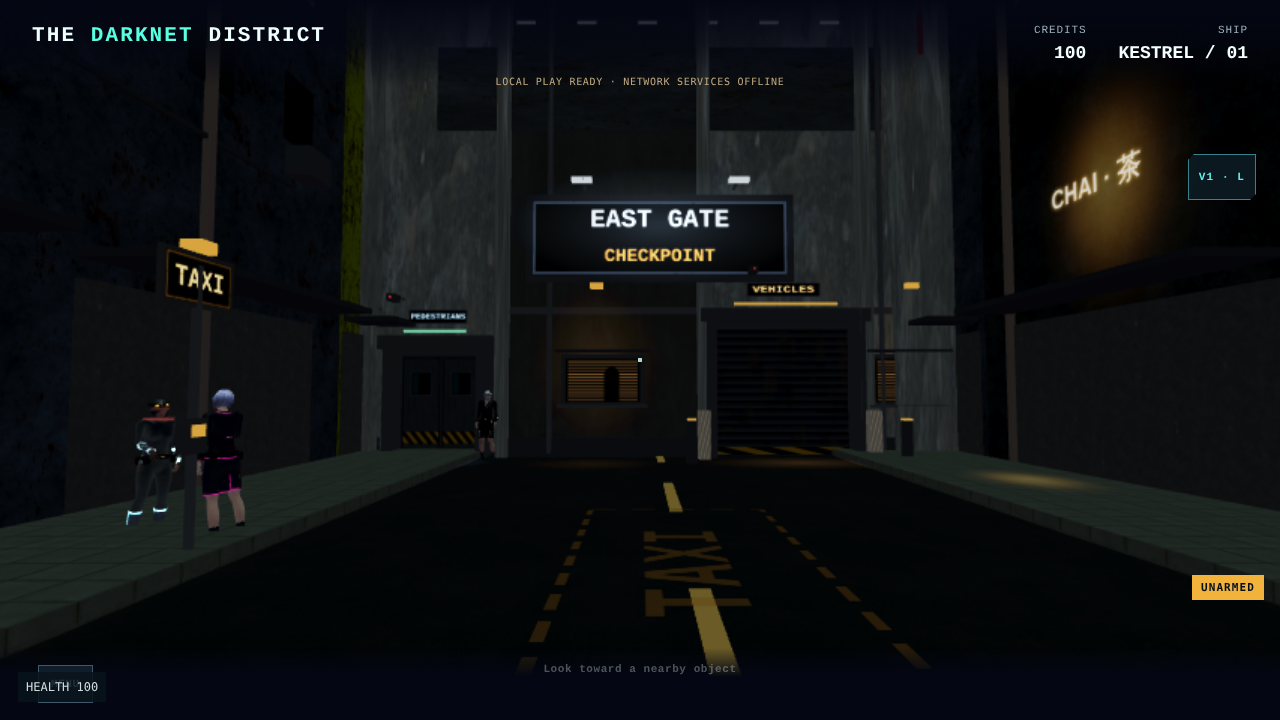 THE DARKNET DISTRICT
CREDITS
100
SHIP
KESTREL / 01
LOCAL PLAY READY · NETWORK SERVICES OFFLINE
CHAI · 茶
V1 · L
EAST GATE
CHECKPOINT
TAXI
VEHICLES
PEDESTRIANS
TAXI
UNARMED
Look toward a nearby object
HEALTH 100